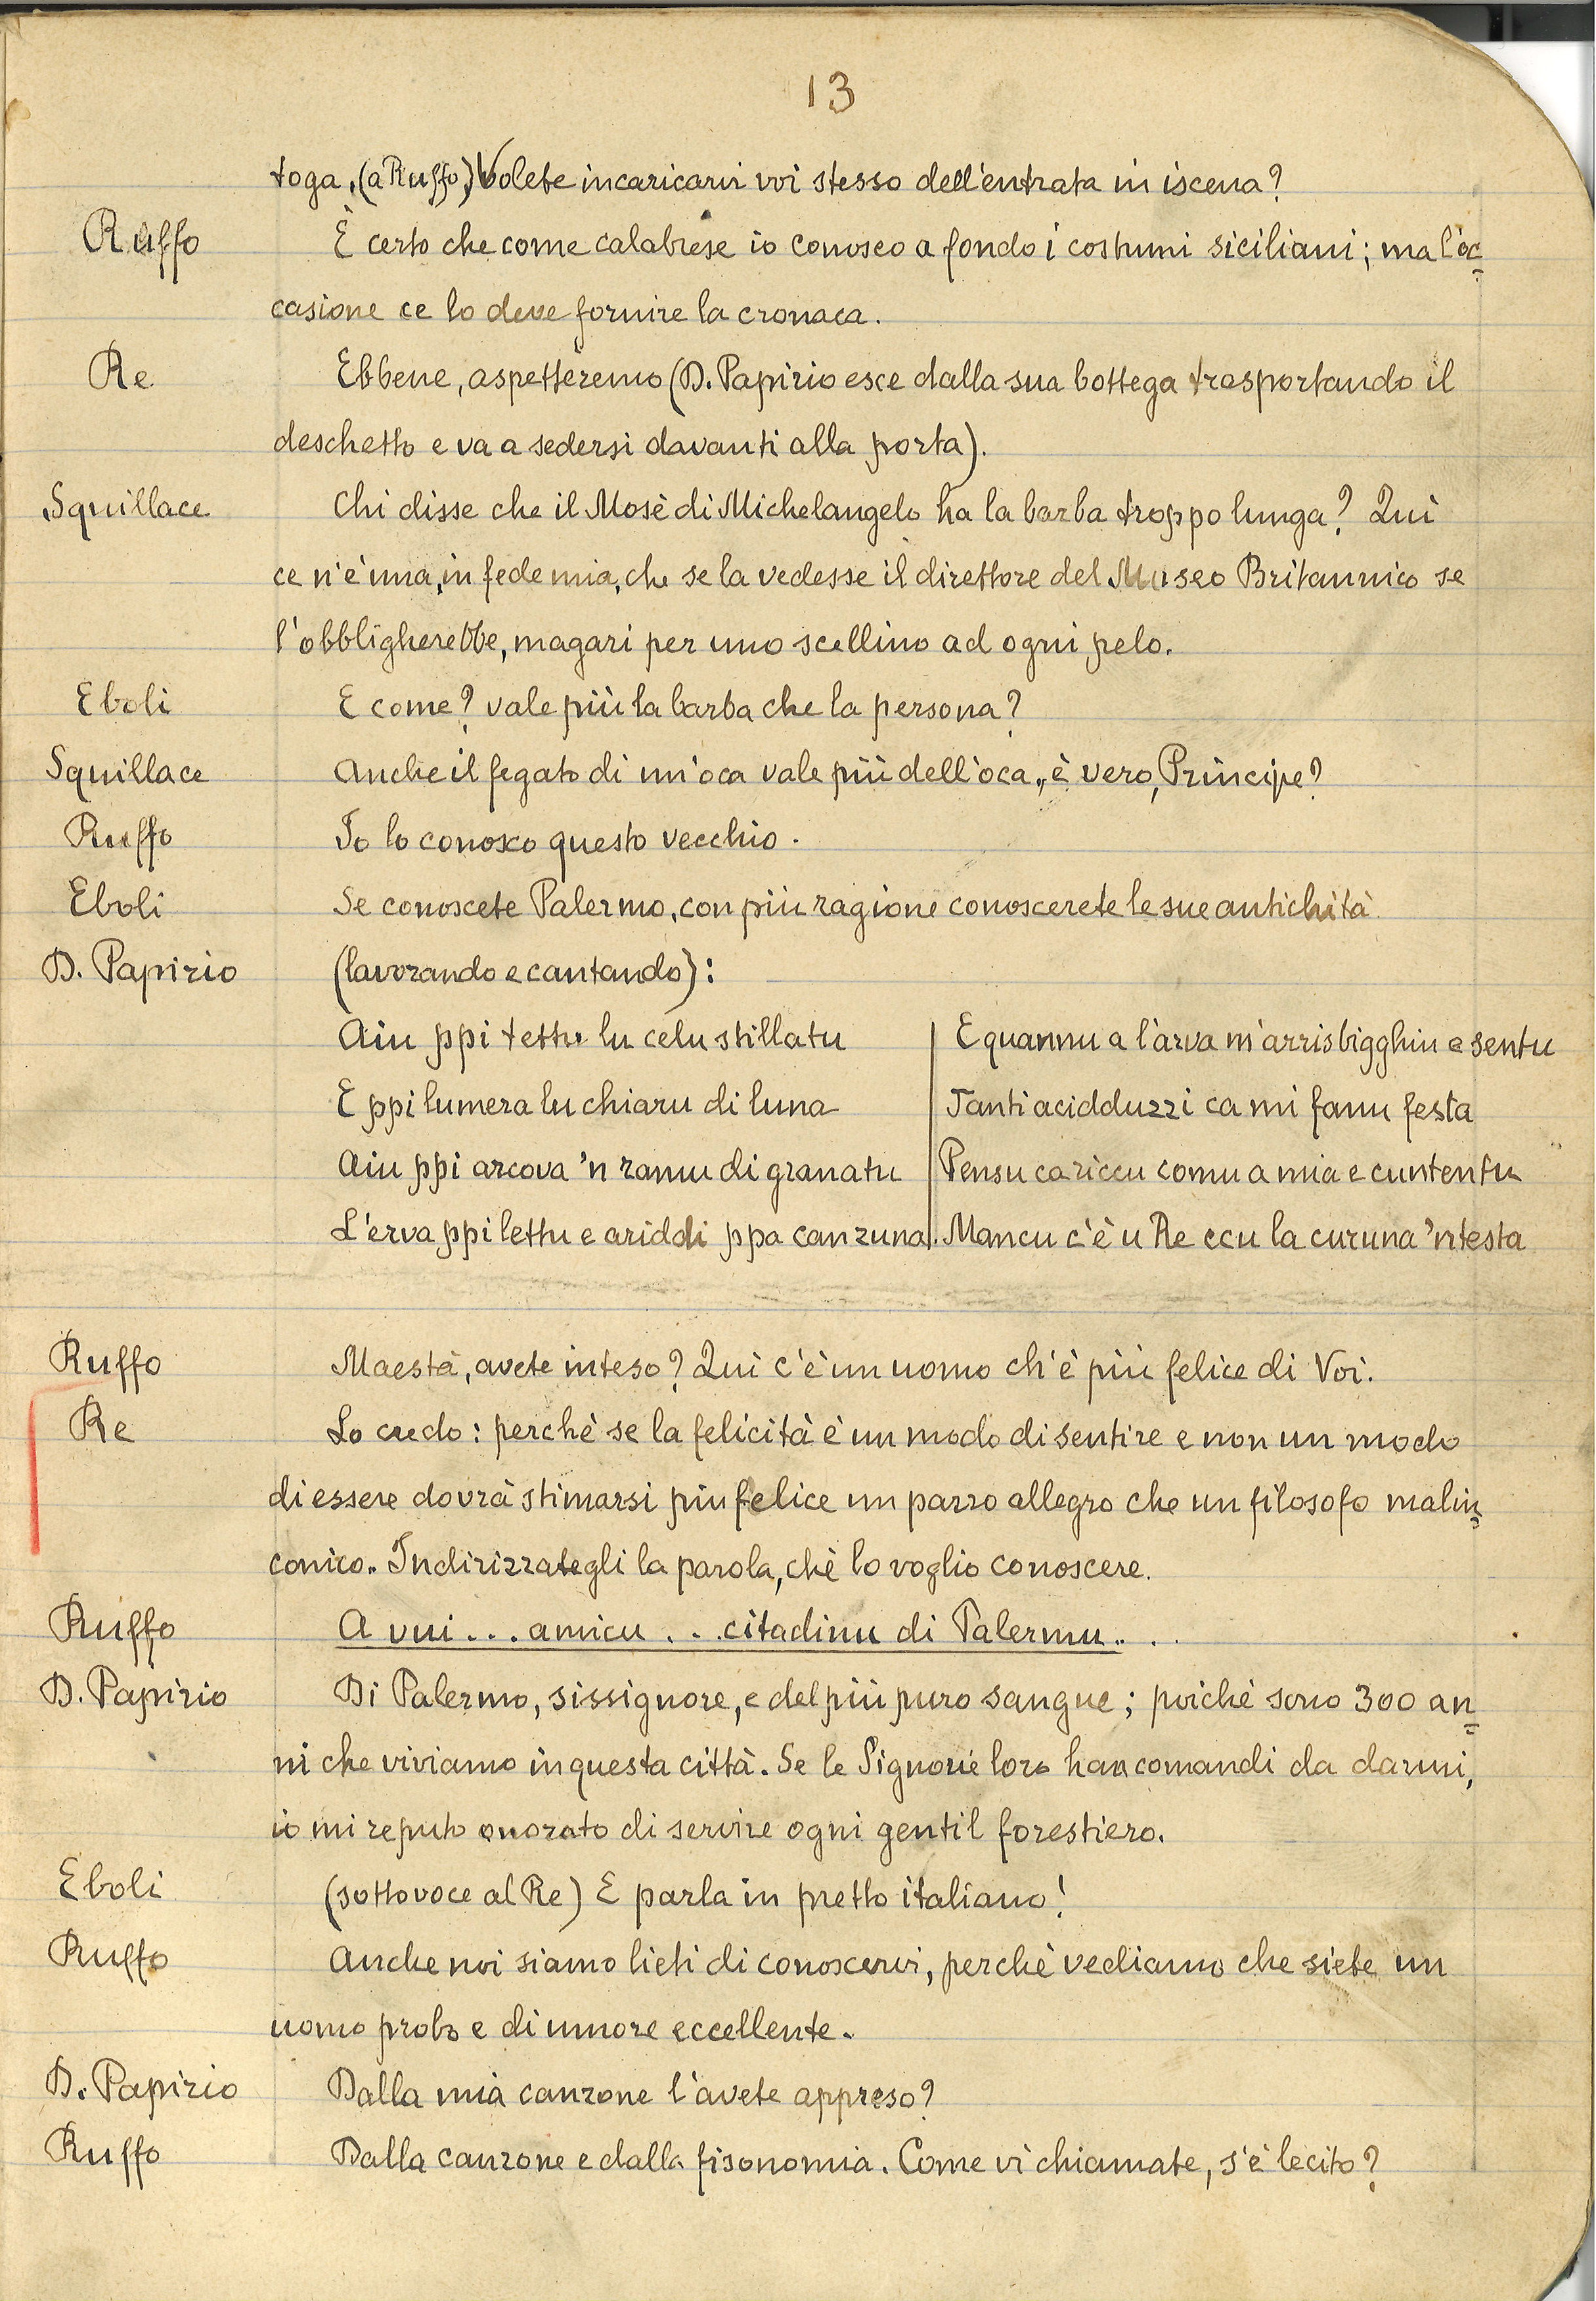 13
toga, (a Ruffo) Volete incaricarvi voi stesso dell'entrata in iscena?
Ruffo È certo che come calabrese io conosco a fondo i costumi siciliani; ma l'oc=
casione ce lo deve fornire la cronaca.
Re Ebbene, aspetteremo (D. Papirio esce dalla sua bottega trasportando il
deschetto e va a sedersi davanti alla porta).
Squillace Chi disse che il Mosè di Michelangelo ha la barba troppo lunga? Qui
ce n'è una, in fede mia, che se la vedesse il direttore del Museo Britannico se
l'obbligherebbe, magari per uno scellino ad ogni pelo.
Eboli E come? vale più la barba che la persona?
Squillace Anche il fegato di un'oca vale più dell'oca, è vero, Principe?
Ruffo Io lo conosco questo vecchio.
Eboli Se conoscete Palermo, con più ragione conoscerete le sue antichità
D. Papirio (lavorando e cantando):
Aiu ppi tettu lu celu stillatu
E ppi lumera lu chiaru di luna
Aiu ppi arcova 'n ramu di granatu
L'erva ppi lettu e ariddi ppa canzuna.
E quannu a l'arva m'arrisbigghiu e sentu
Tanti acidduzzi ca mi fanu festa
Pensu ca riccu comu a mia e cuntentu
Mancu c'è u Re ccu la curuna 'ntesta
Ruffo Maestà, avete inteso? Qui c'è un uomo ch'è più felice di Voi.
Re Lo credo: perchè se la felicità è un modo di sentire e non un modo
di essere dovrà stimarsi più felice un pazzo allegro che un filosofo malin=
conico. Indirizzategli la parola, chè lo voglio conoscere.
Ruffo A vui... amicu... citadinu di Palermu...
D. Papirio Di Palermo, sissignore, e del più puro sangue; poichè sono 300 an=
ni che viviamo in questa città. Se le Signorie loro han comandi da darmi,
io mi reputo onorato di servire ogni gentil forestiero.
Eboli (sottovoce al Re) E parla in pretto italiano!
Ruffo Anche noi siamo lieti di conoscervi, perchè vediamo che siete un
uomo probo e di umore eccellente.
D. Papirio Dalla mia canzone l'avete appreso?
Ruffo Dalla canzone e dalla fisonomia. Come vi chiamate, s'è lecito?